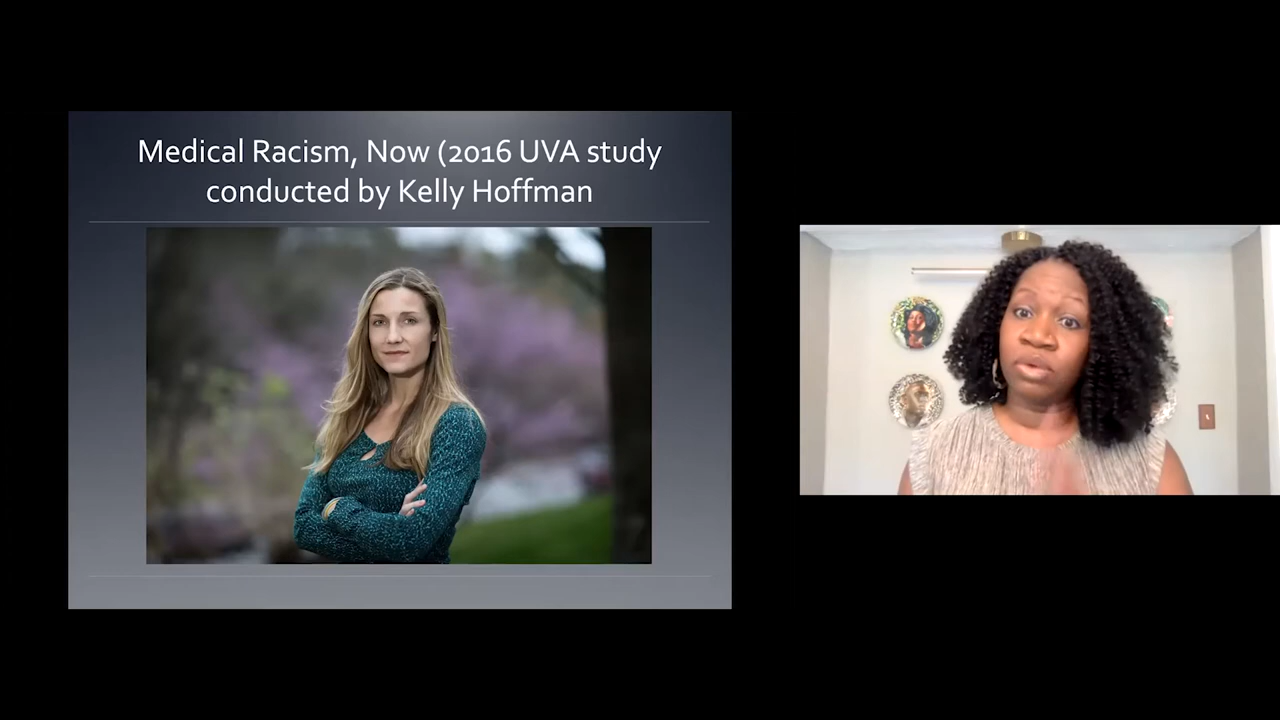 Medical Racism, Now (2016 UVA study
conducted by Kelly Hoffman